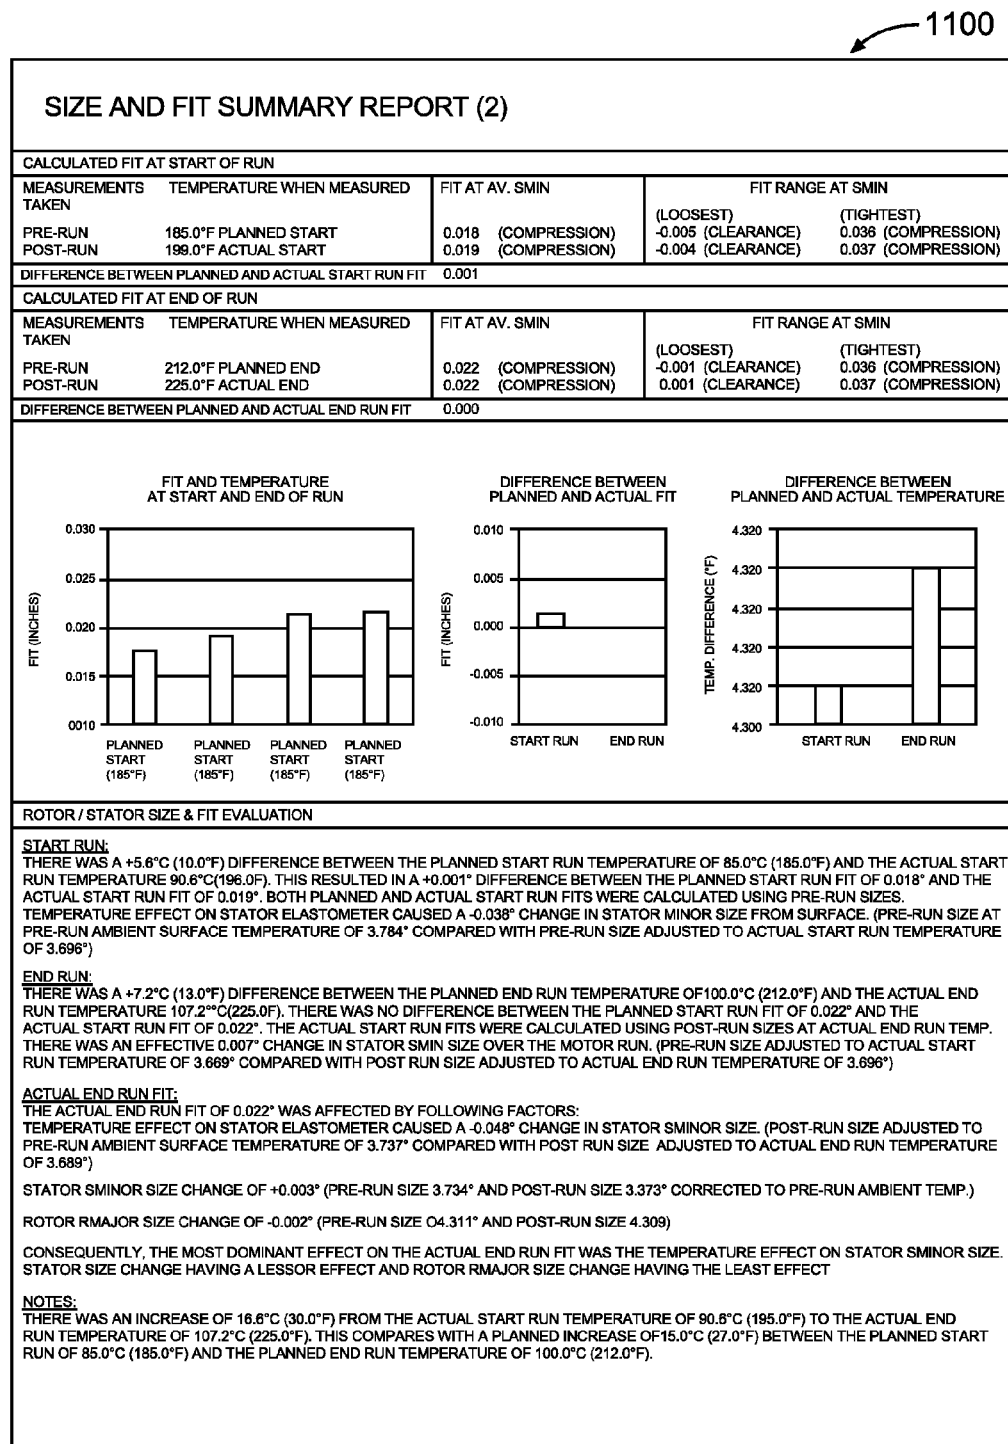 1100
SIZE AND FIT SUMMARY REPORT (2)
CALCULATED FIT AT START OF RUN
MEASUREMENTS TAKEN TEMPERATURE WHEN MEASURED FIT AT AV. SMIN FIT RANGE AT SMIN
(LOOSEST) (TIGHTEST)
PRE-RUN 185.0°F PLANNED START 0.018 (COMPRESSION) -0.005 (CLEARANCE) 0.036 (COMPRESSION)
POST-RUN 199.0°F ACTUAL START 0.019 (COMPRESSION) -0.004 (CLEARANCE) 0.037 (COMPRESSION)
DIFFERENCE BETWEEN PLANNED AND ACTUAL START RUN FIT 0.001
CALCULATED FIT AT END OF RUN
MEASUREMENTS TAKEN TEMPERATURE WHEN MEASURED FIT AT AV. SMIN FIT RANGE AT SMIN
(LOOSEST) (TIGHTEST)
PRE-RUN 212.0°F PLANNED END 0.022 (COMPRESSION) -0.001 (CLEARANCE) 0.036 (COMPRESSION)
POST-RUN 225.0°F ACTUAL END 0.022 (COMPRESSION) 0.001 (CLEARANCE) 0.037 (COMPRESSION)
DIFFERENCE BETWEEN PLANNED AND ACTUAL END RUN FIT 0.000
FIT AND TEMPERATURE
AT START AND END OF RUN
FIT (INCHES)
0.030
0.025
0.020
0.015
0010
PLANNED START (185°F)
PLANNED START (185°F)
PLANNED START (185°F)
PLANNED START (185°F)
DIFFERENCE BETWEEN
PLANNED AND ACTUAL FIT
FIT (INCHES)
0.010
0.005
0.000
-0.005
-0.010
START RUN END RUN
DIFFERENCE BETWEEN
PLANNED AND ACTUAL TEMPERATURE
TEMP. DIFFERENCE (°F)
4.320
4.320
4.320
4.320
4.320
4.300
START RUN END RUN
ROTOR / STATOR SIZE & FIT EVALUATION
START RUN:
THERE WAS A +5.6°C (10.0°F) DIFFERENCE BETWEEN THE PLANNED START RUN TEMPERATURE OF 85.0°C (185.0°F) AND THE ACTUAL START
RUN TEMPERATURE 90.6°C(196.0F). THIS RESULTED IN A +0.001° DIFFERENCE BETWEEN THE PLANNED START RUN FIT OF 0.018° AND THE
ACTUAL START RUN FIT OF 0.019°. BOTH PLANNED AND ACTUAL START RUN FITS WERE CALCULATED USING PRE-RUN SIZES.
TEMPERATURE EFFECT ON STATOR ELASTOMETER CAUSED A -0.038° CHANGE IN STATOR MINOR SIZE FROM SURFACE. (PRE-RUN SIZE AT
PRE-RUN AMBIENT SURFACE TEMPERATURE OF 3.784° COMPARED WITH PRE-RUN SIZE ADJUSTED TO ACTUAL START RUN TEMPERATURE
OF 3.696°)
END RUN:
THERE WAS A +7.2°C (13.0°F) DIFFERENCE BETWEEN THE PLANNED END RUN TEMPERATURE OF100.0°C (212.0°F) AND THE ACTUAL END
RUN TEMPERATURE 107.2°°C(225.0F). THERE WAS NO DIFFERENCE BETWEEN THE PLANNED START RUN FIT OF 0.022° AND THE
ACTUAL START RUN FIT OF 0.022°. THE ACTUAL START RUN FITS WERE CALCULATED USING POST-RUN SIZES AT ACTUAL END RUN TEMP.
THERE WAS AN EFFECTIVE 0.007° CHANGE IN STATOR SMIN SIZE OVER THE MOTOR RUN. (PRE-RUN SIZE ADJUSTED TO ACTUAL START
RUN TEMPERATURE OF 3.669° COMPARED WITH POST RUN SIZE ADJUSTED TO ACTUAL END RUN TEMPERATURE OF 3.696°)
ACTUAL END RUN FIT:
THE ACTUAL END RUN FIT OF 0.022° WAS AFFECTED BY FOLLOWING FACTORS:
TEMPERATURE EFFECT ON STATOR ELASTOMETER CAUSED A -0.048° CHANGE IN STATOR SMINOR SIZE. (POST-RUN SIZE ADJUSTED TO
PRE-RUN AMBIENT SURFACE TEMPERATURE OF 3.737° COMPARED WITH POST RUN SIZE ADJUSTED TO ACTUAL END RUN TEMPERATURE
OF 3.689°)
STATOR SMINOR SIZE CHANGE OF +0.003° (PRE-RUN SIZE 3.734° AND POST-RUN SIZE 3.373° CORRECTED TO PRE-RUN AMBIENT TEMP.)
ROTOR RMAJOR SIZE CHANGE OF -0.002° (PRE-RUN SIZE O4.311° AND POST-RUN SIZE 4.309)
CONSEQUENTLY, THE MOST DOMINANT EFFECT ON THE ACTUAL END RUN FIT WAS THE TEMPERATURE EFFECT ON STATOR SMINOR SIZE.
STATOR SIZE CHANGE HAVING A LESSOR EFFECT AND ROTOR RMAJOR SIZE CHANGE HAVING THE LEAST EFFECT
NOTES:
THERE WAS AN INCREASE OF 16.6°C (30.0°F) FROM THE ACTUAL START RUN TEMPERATURE OF 90.6°C (195.0°F) TO THE ACTUAL END
RUN TEMPERATURE OF 107.2°C (225.0°F). THIS COMPARES WITH A PLANNED INCREASE OF15.0°C (27.0°F) BETWEEN THE PLANNED START
RUN OF 85.0°C (185.0°F) AND THE PLANNED END RUN TEMPERATURE OF 100.0°C (212.0°F).